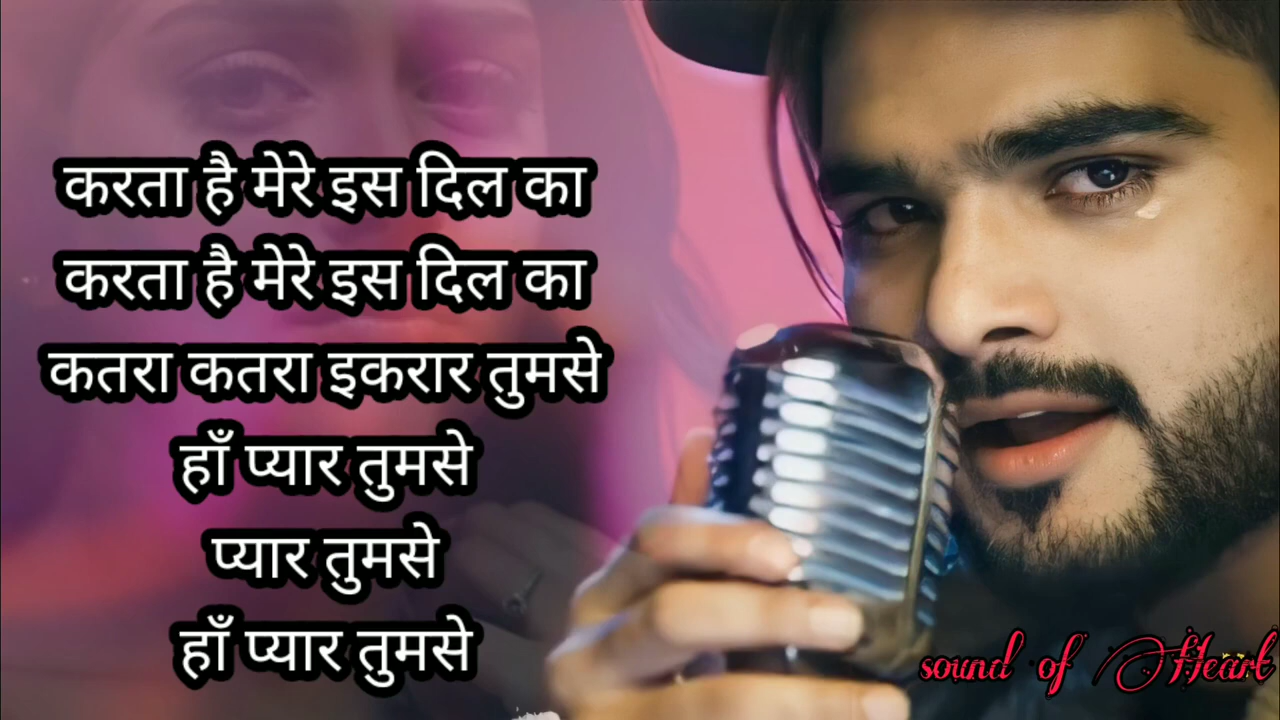 करता है मेरे इस दिल का
करता है मेरे इस दिल का
कतरा कतरा इकरार तुमसे
हाँ प्यार तुमसे
प्यार तुमसे
हाँ प्यार तुमसे
sound of Heart